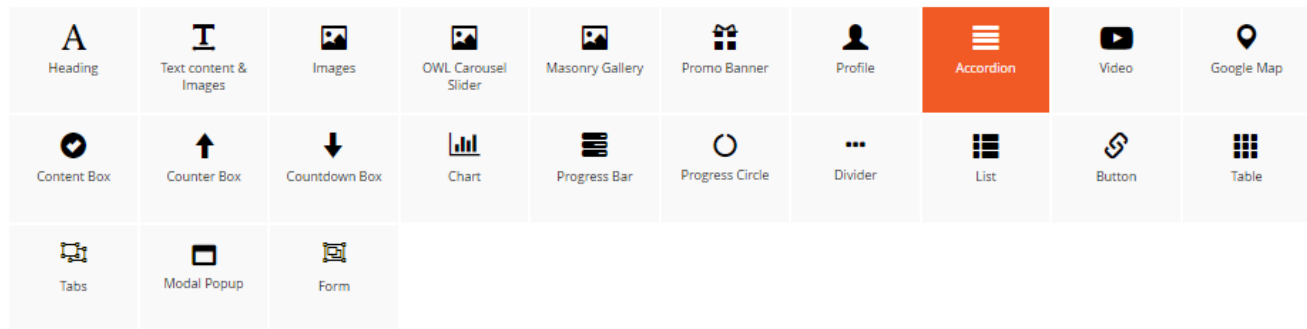 Heading
Text content &
Images
Images
OWL Carousel
Slider
Masonry Gallery
Promo Banner
Profile
Accordion
Video
Google Map
Content Box
Counter Box
Countdown Box
Chart
Progress Bar
Progress Circle
Divider
List
Button
Table
Tabs
Modal Popup
Form